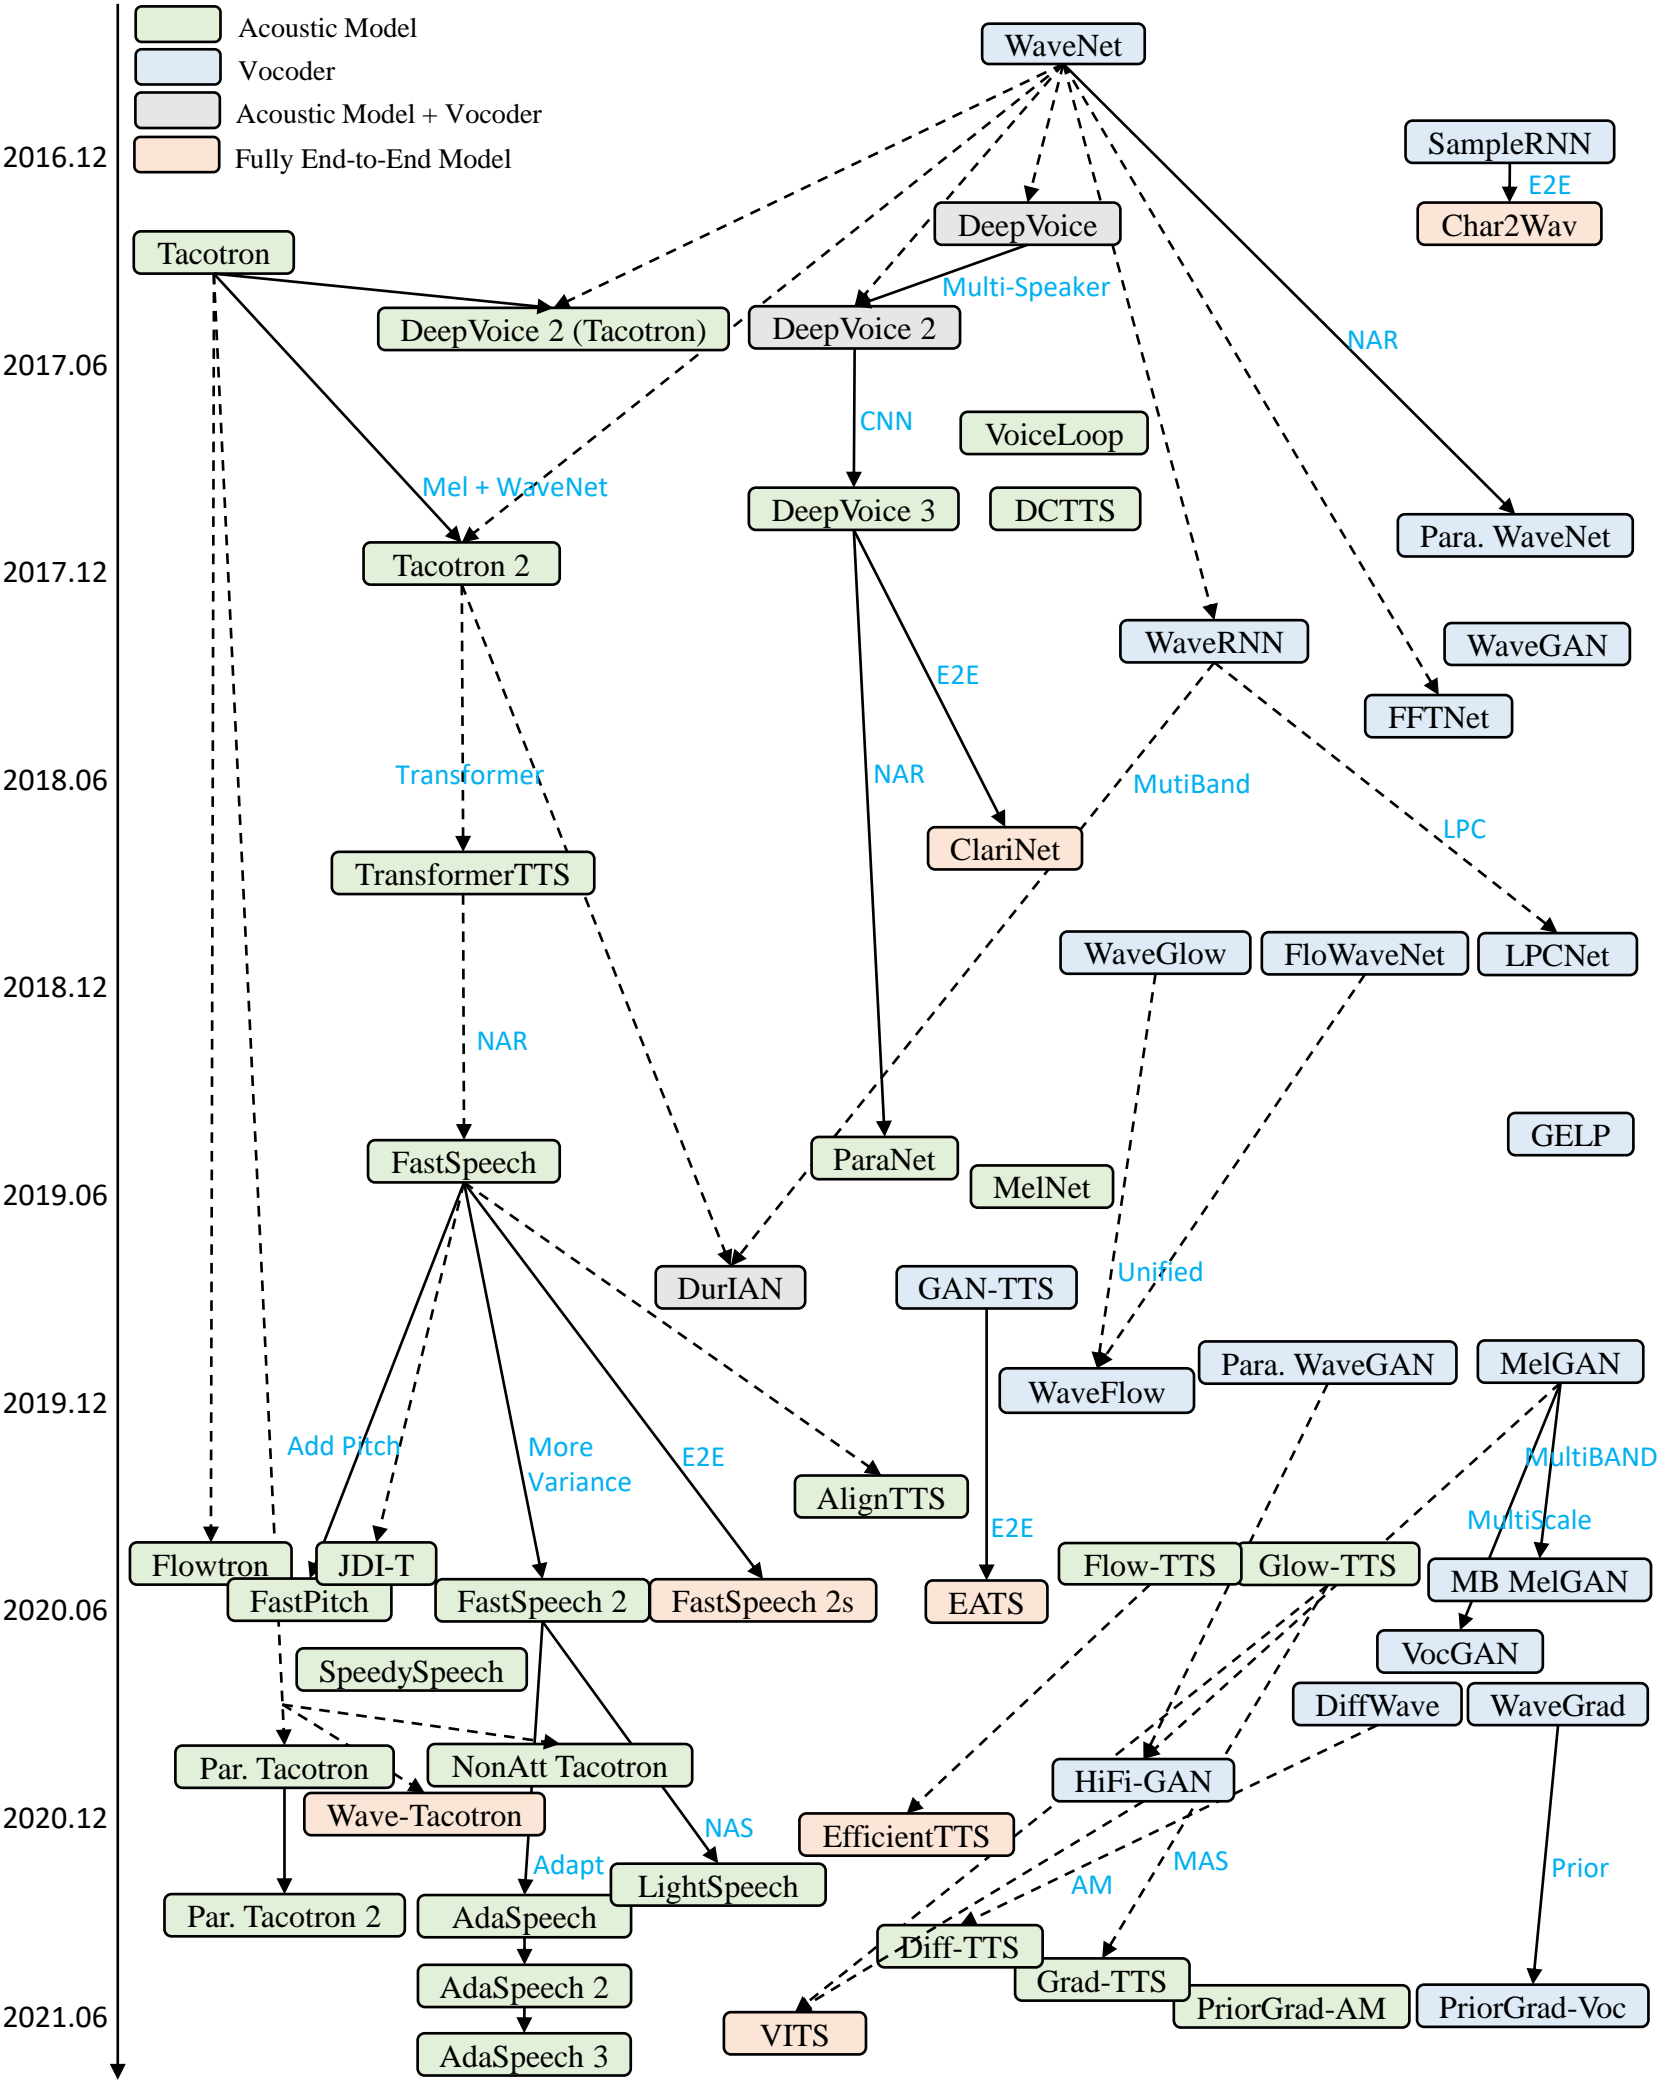 Acoustic Model
Vocoder
Acoustic Model + Vocoder
Fully End-to-End Model
WaveNet
SampleRNN
2016.12
E2E
Char2Wav
DeepVoice
Tacotron
Multi-Speaker
DeepVoice 2 (Tacotron)
DeepVoice 2
NAR
2017.06
CNN
VoiceLoop
Mel + WaveNet
DeepVoice 3
DCTTS
Para. WaveNet
Tacotron 2
2017.12
WaveRNN
WaveGAN
E2E
FFTNet
Transformer
NAR
2018.06
MutiBand
LPC
ClariNet
TransformerTTS
WaveGlow
FloWaveNet
LPCNet
2018.12
NAR
GELP
FastSpeech
ParaNet
MelNet
2019.06
Unified
DurIAN
GAN-TTS
Para. WaveGAN
MelGAN
WaveFlow
2019.12
Add Pitch
More
Variance
E2E
MultiBAND
AlignTTS
E2E
MultiScale
Flowtron
JDI-T
Flow-TTS
Glow-TTS
MB MelGAN
FastPitch
FastSpeech 2
FastSpeech 2s
EATS
2020.06
VocGAN
SpeedySpeech
DiffWave
WaveGrad
Par. Tacotron
NonAtt Tacotron
HiFi-GAN
Wave-Tacotron
2020.12
NAS
EfficientTTS
Adapt
MAS
Prior
LightSpeech
AM
Par. Tacotron 2
AdaSpeech
Diff-TTS
AdaSpeech 2
Grad-TTS
PriorGrad-AM
PriorGrad-Voc
2021.06
VITS
AdaSpeech 3